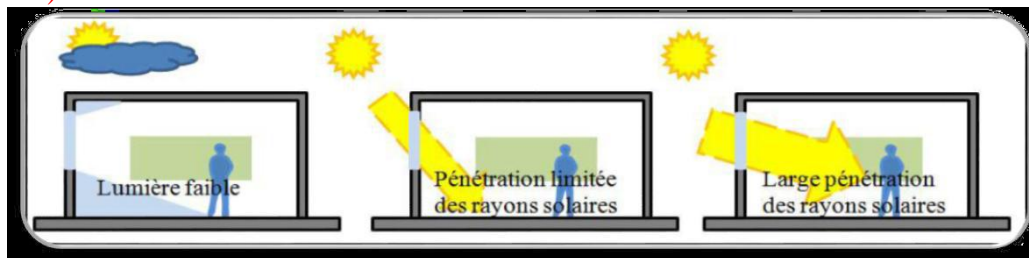 Lumière faible
Pénétration limitée
des rayons solaires
Large pénétration
des rayons solaires